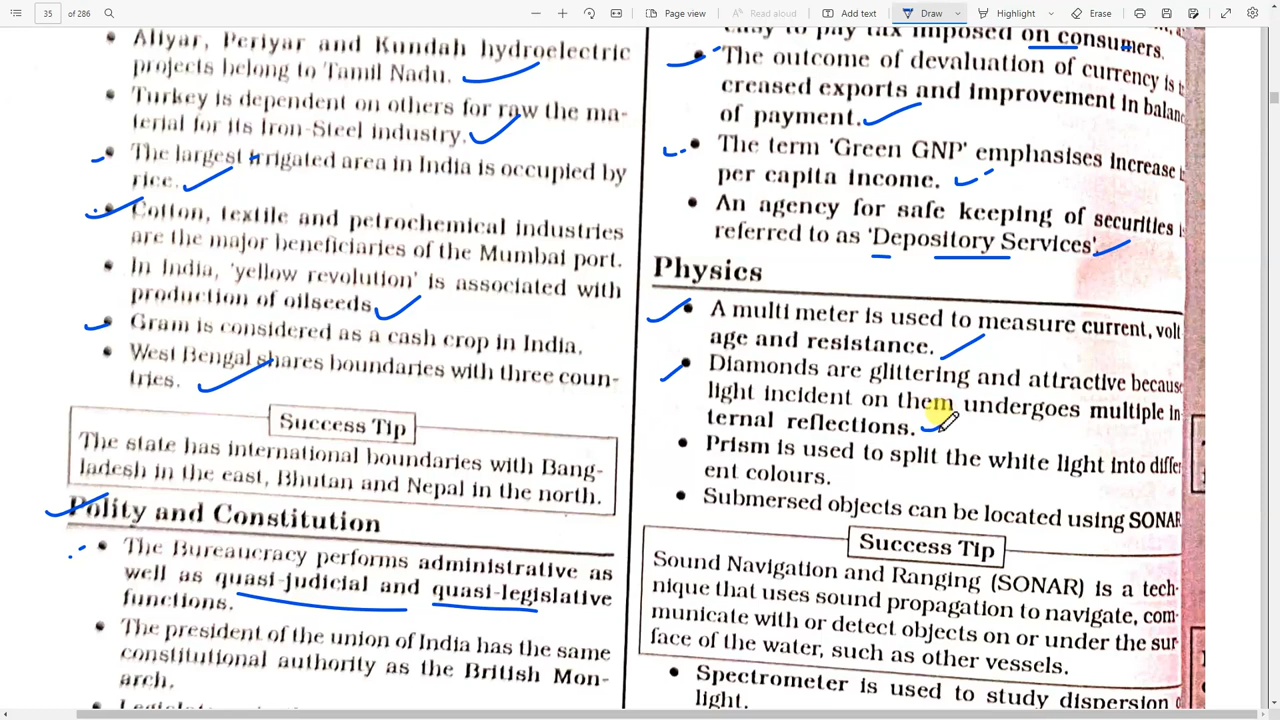 35
of 286
Page view
Read aloud
Add text
Draw
Highlight
Erase
Aliyar, Periyar and Kundah hydroelectric
projects belong to Tamil Nadu.
Turkey is dependent on others for raw the ma-
terial for its Iron-Steel industry.
The largest irrigated area in India is occupied by
rice.
Cotton, textile and petrochemical industries
are the major beneficiaries of the Mumbai port.
In India, 'yellow revolution' is associated with
production of oilseeds
Gram is considered as a cash crop in India.
West Bengal shares boundaries with three coun-
tries.
Success Tip
The state has international boundaries with Bang-
ladesh in the east, Bhutan and Nepal in the north.
Polity and Constitution
The Bureaucracy performs administrative as
well as quasi-judicial and quasi-legislative
functions.
The president of the union of India has the same
constitutional authority as the British Mon-
arch.
easy to pay tax imposed on consumers.
The outcome of devaluation of currency is
creased exports and improvement in balanc
of payment.
The term 'Green GNP' emphasises increase
per capita income.
An agency for safe keeping of securities
referred to as 'Depository Services'.
Physics
A multi meter is used to measure current, volt
age and resistance.
Diamonds are glittering and attractive becaus
light incident on them undergoes multiple in-
ternal reflections.
Prism is used to split the white light into differ
ent colours.
Submersed objects can be located using SONAR
Success Tip
Sound Navigation and Ranging (SONAR) is a tech-
nique that uses sound propagation to navigate, com-
municate with or detect objects on or under the sur-
face of the water, such as other vessels.
Spectrometer is used to study dispersion
light.